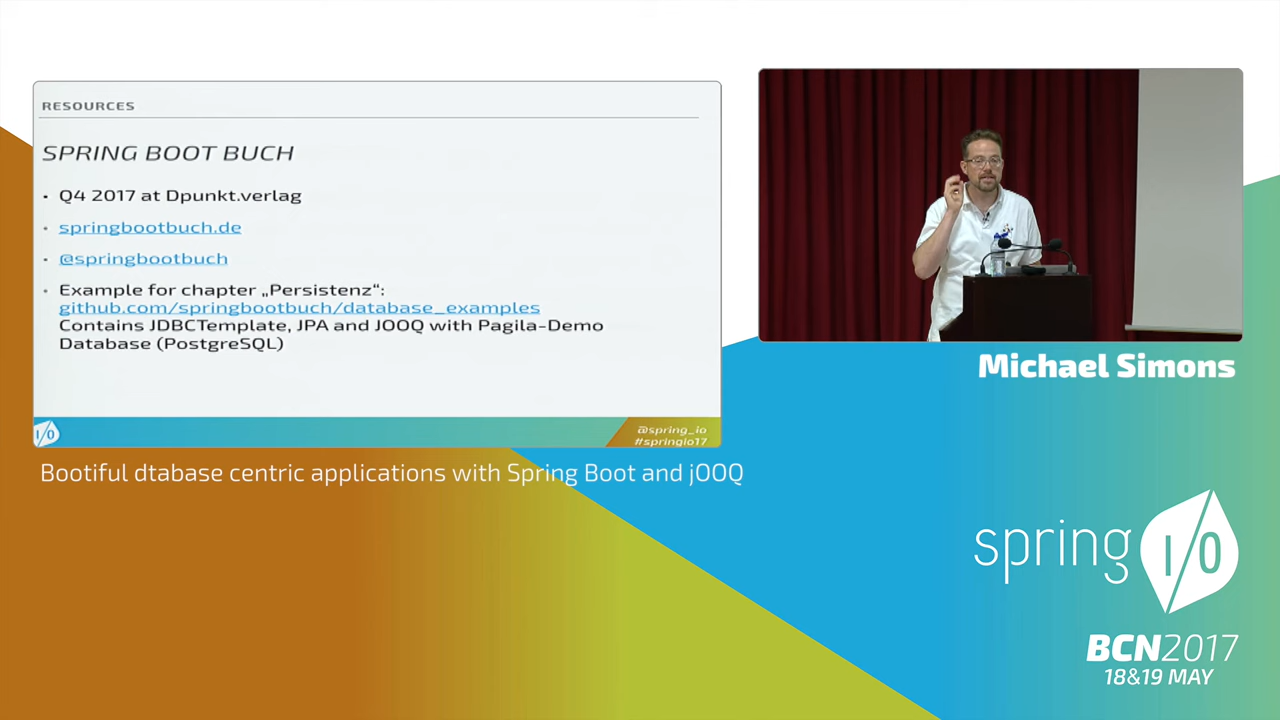 RESOURCES
SPRING BOOT BUCH
• Q4 2017 at Dpunkt.verlag
• springbootbuch.de
• @springbootbuch
• Example for chapter „Persistenz“:
github.com/springbootbuch/database_examples
Contains JDBCTemplate, JPA and JOOQ with Pagila-Demo
Database (PostgreSQL)
I/O
@spring_io
#springio17
Michael Simons
Bootiful dtabase centric applications with Spring Boot and jOOQ
spring I/O
BCN2017
18&19 MAY